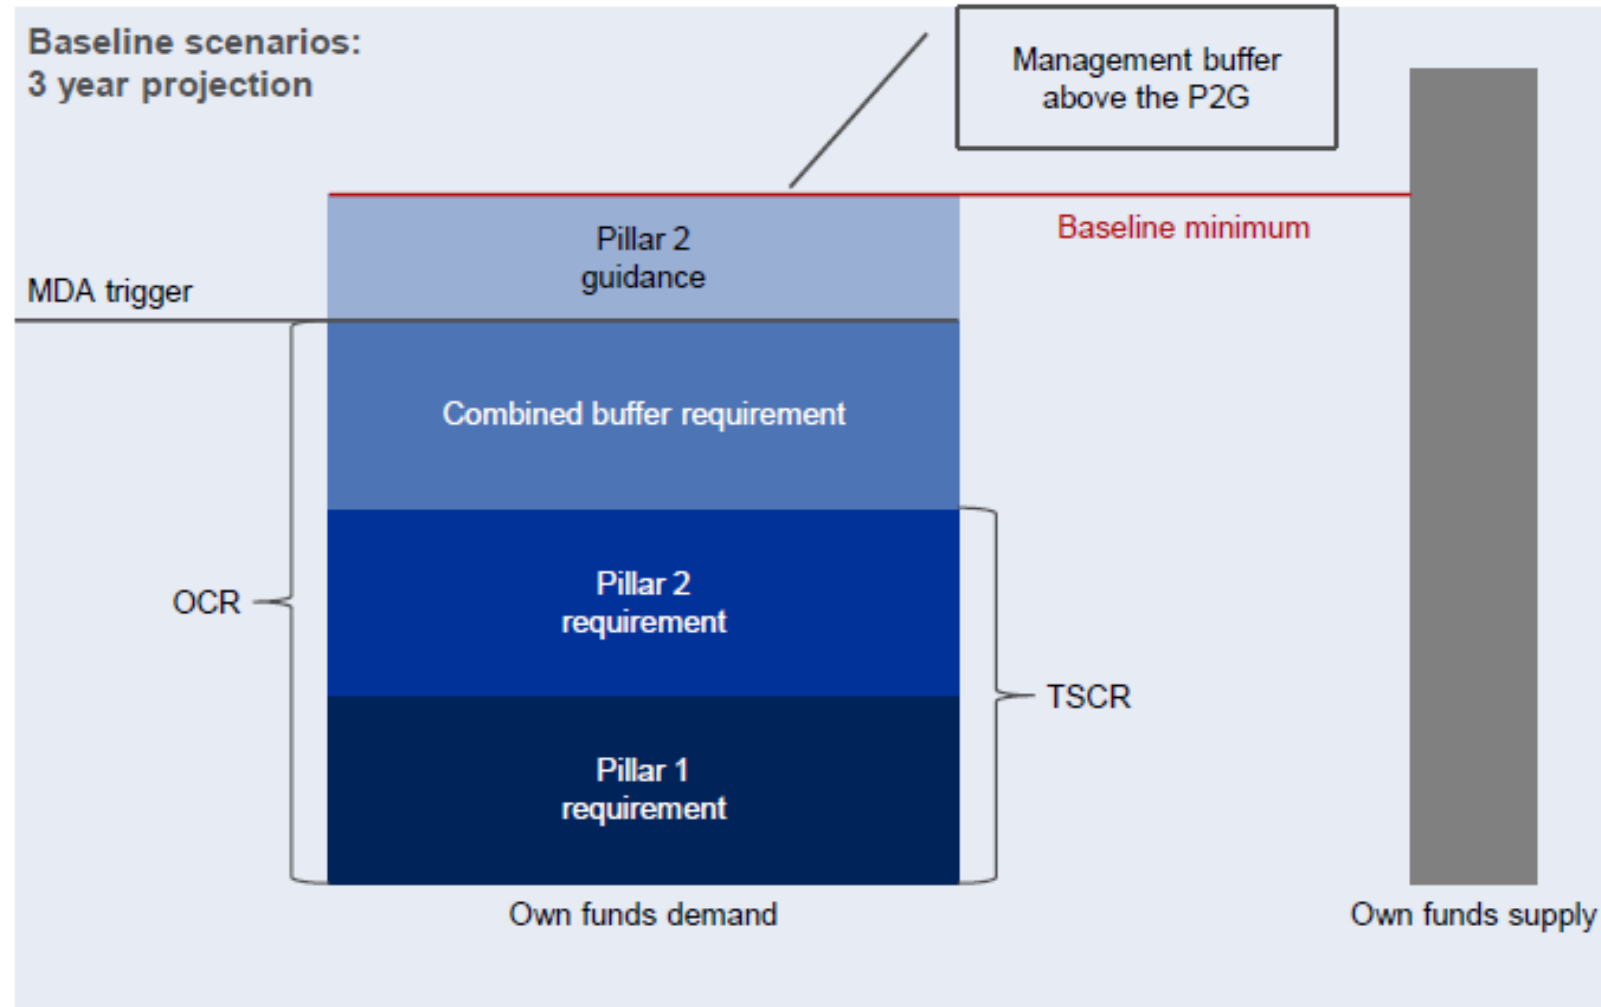 Baseline scenarios:
3 year projection
Management buffer
above the P2G
Pillar 2
guidance
Baseline minimum
MDA trigger
Combined buffer requirement
Pillar 2
requirement
OCR
TSCR
Pillar 1
requirement
Own funds demand
Own funds supply